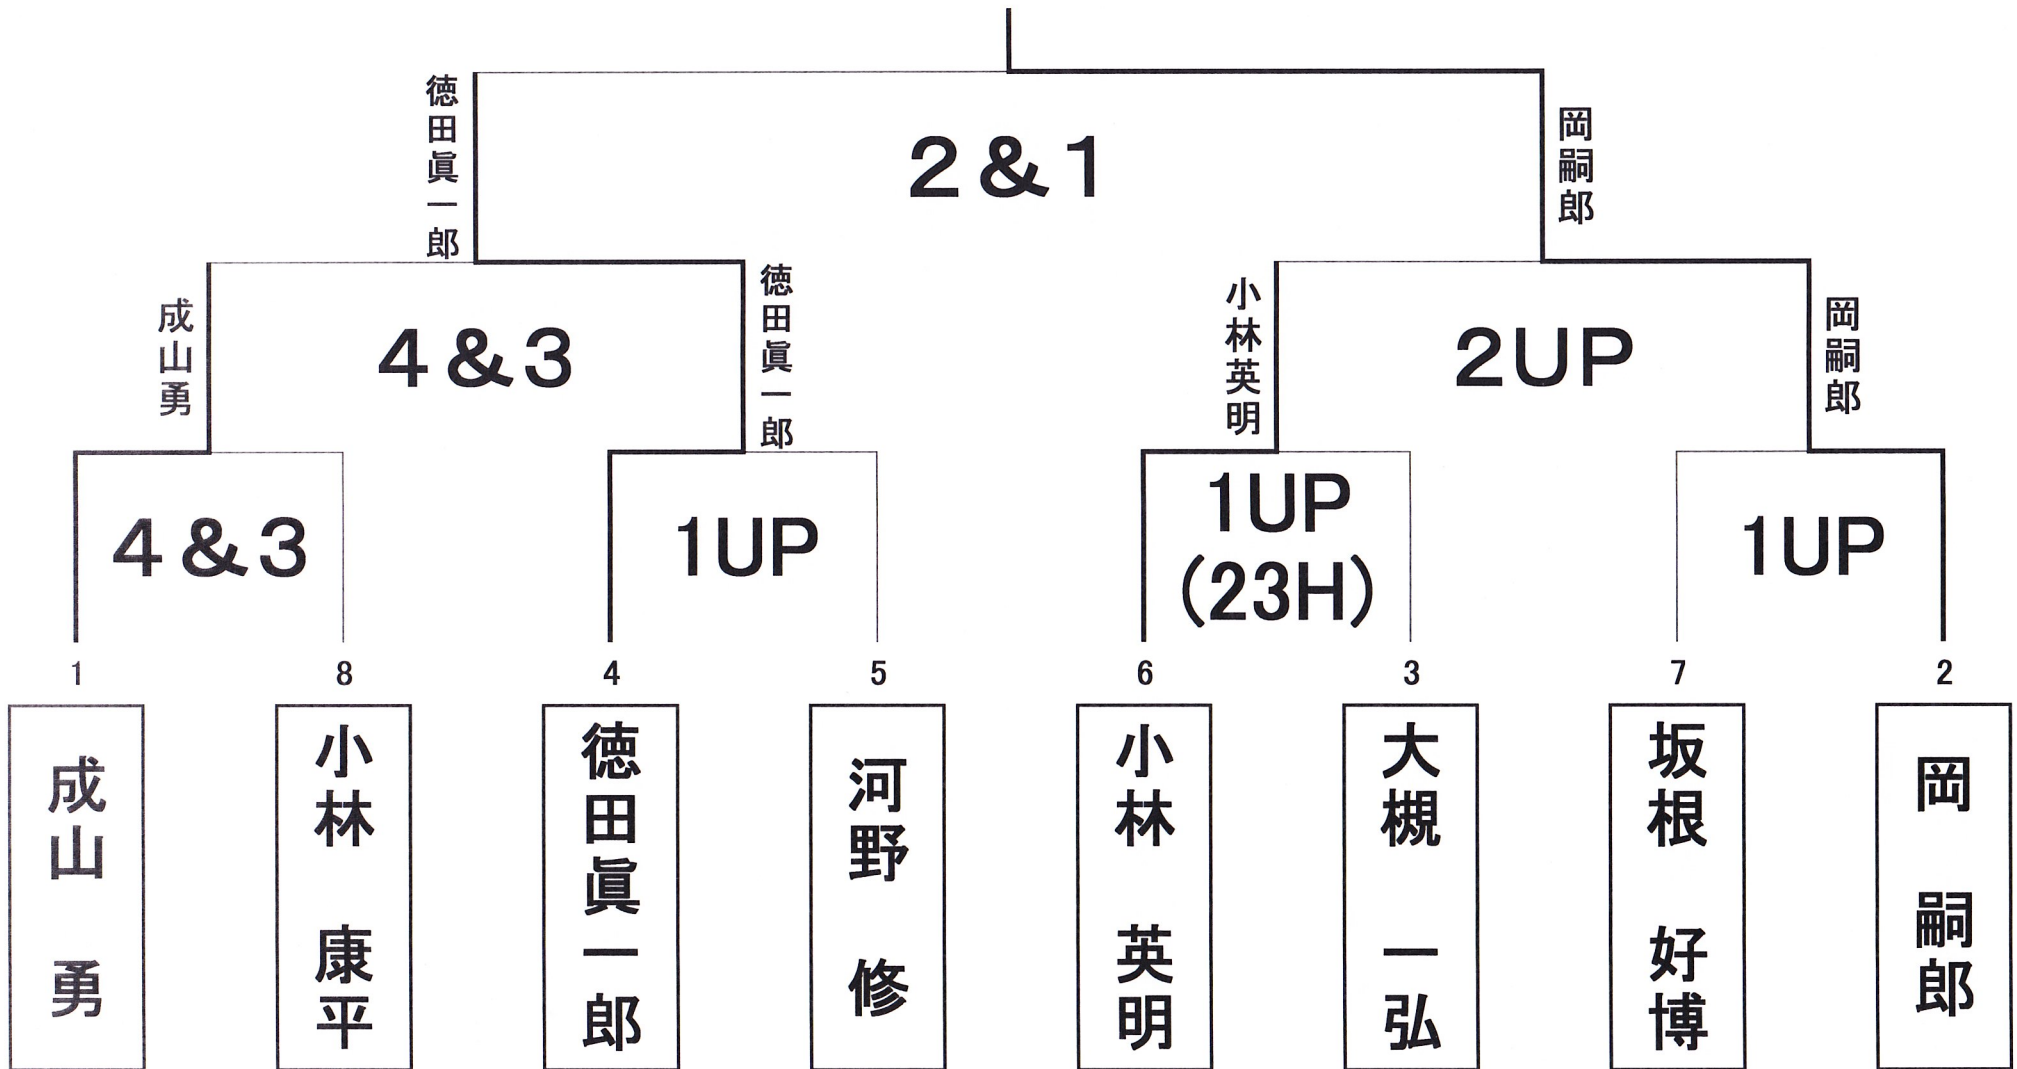 徳田眞一郎
2&1
岡嗣郎
成山勇
4&3
徳田眞一郎
小林英明
2UP
岡嗣郎
4&3
1UP
1UP
(23H)
1UP
1
8
4
5
6
3
7
2
成山 勇
小林 康平
徳田眞一郎
河野 修
小林 英明
大槻 一弘
坂根 好博
岡 嗣郎